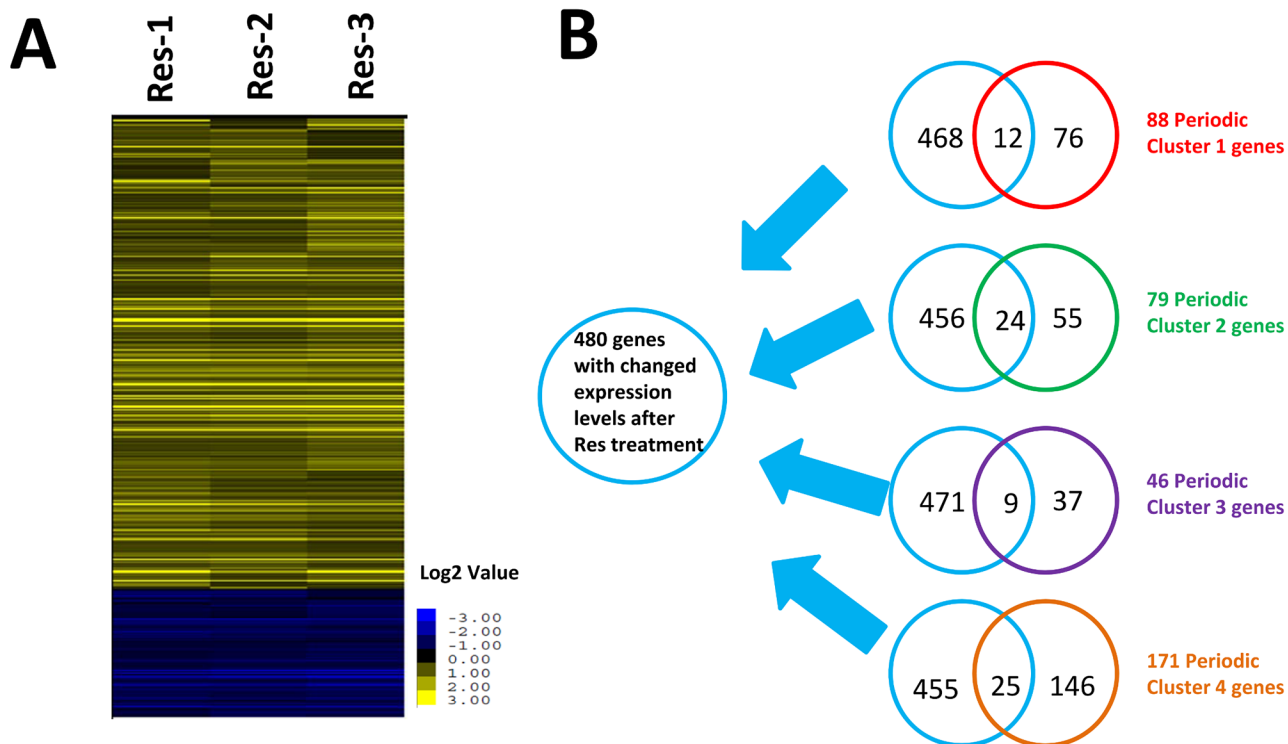 A
Res-1
Res-2
Res-3
Log2 Value
-3.00
-2.00
-1.00
0.00
1.00
2.00
3.00
B
480 genes
with changed
expression
levels after
Res treatment
468 12 76
88 Periodic
Cluster 1 genes
456 24 55
79 Periodic
Cluster 2 genes
471 9 37
46 Periodic
Cluster 3 genes
455 25 146
171 Periodic
Cluster 4 genes